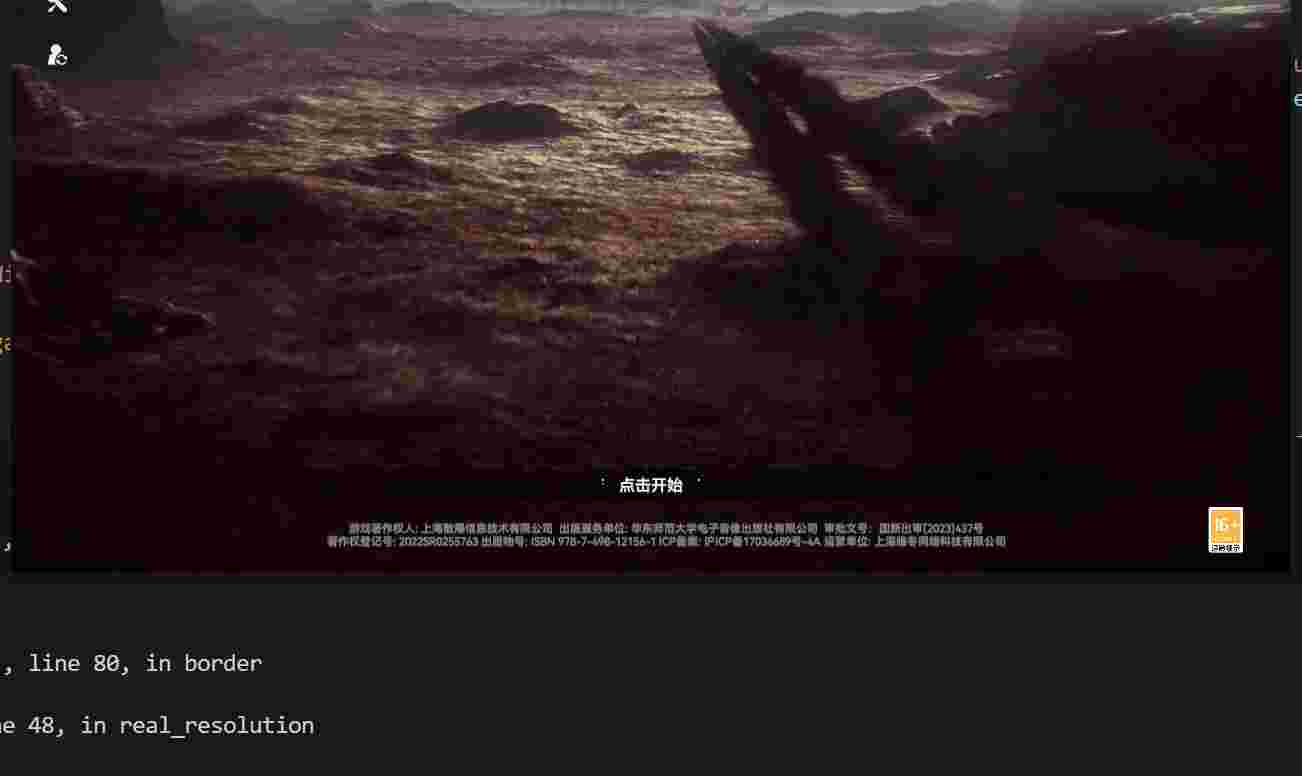 点击开始
游戏著作权人: 上海散爆信息技术有限公司 出版服务单位: 华东师范大学电子音像出版社有限公司 审批文号: 国新出审[2023]437号
著作权登记号: 2022SR0255763 出版物号: ISBN 978-7-498-12156-1 ICP备案: 沪ICP备17036689号-4A 运营单位: 上海暗冬网络科技有限公司
16+
适龄提示
, line 80, in border
e 48, in real_resolution